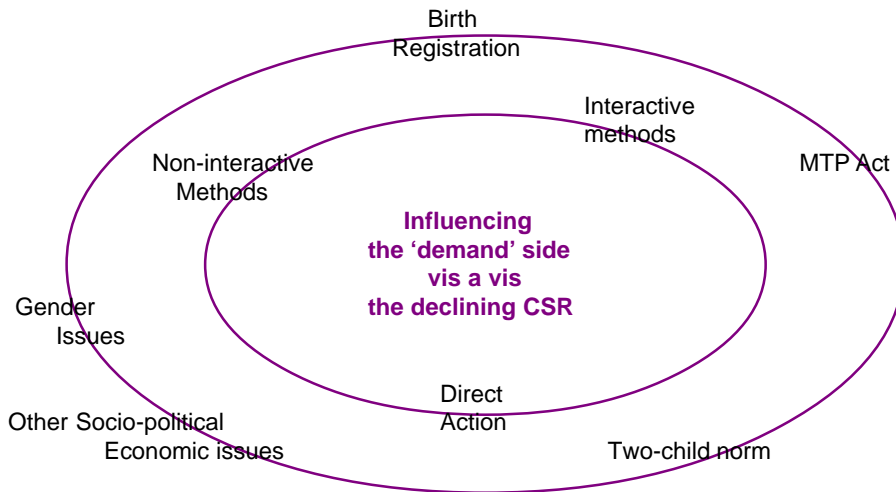 Birth
Registration
Interactive
methods
Non-interactive
Methods
MTP Act
Influencing
the ‘demand’ side
vis a vis
the declining CSR
Gender
Issues
Direct
Action
Other Socio-political
Economic issues
Two-child norm